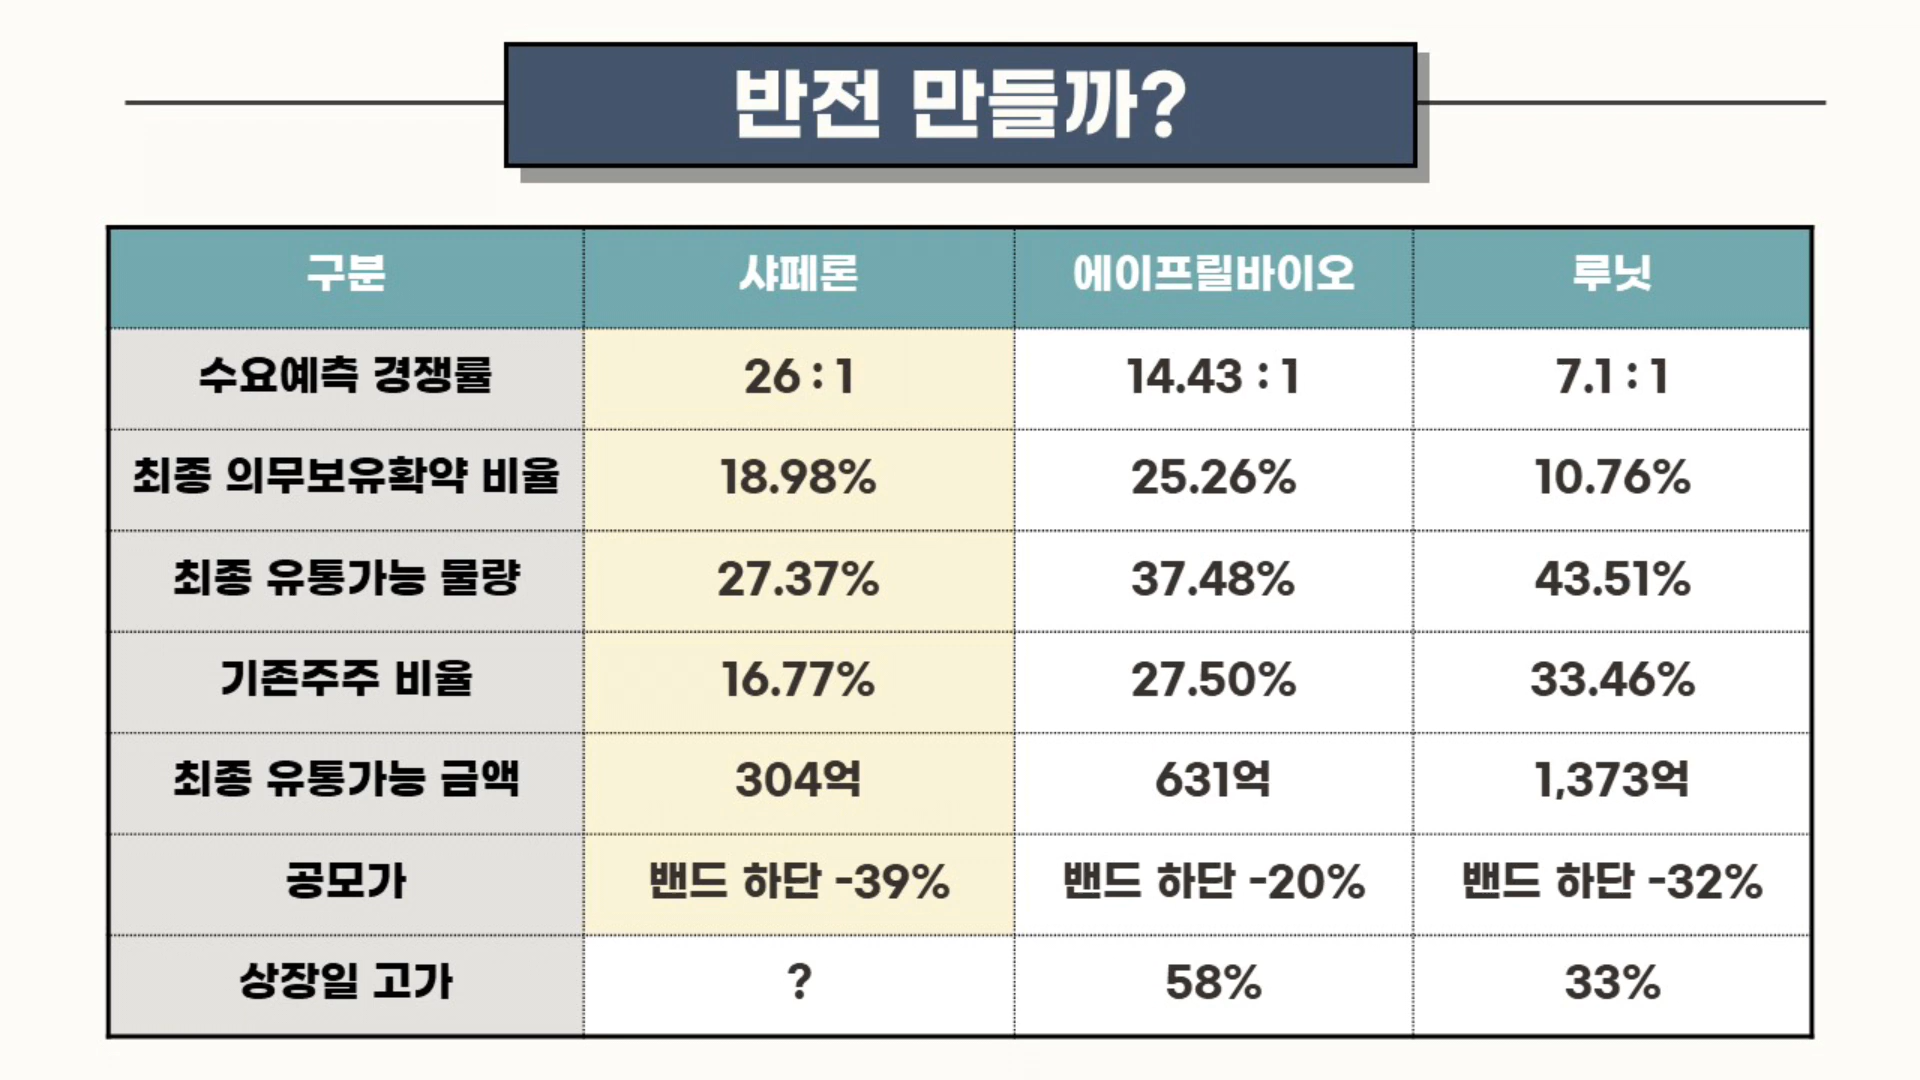 반전 만들까?
구분 샤페론 에이프릴바이오 루닛
수요예측 경쟁률 26 : 1 14.43 : 1 7.1 : 1
최종 의무보유확약 비율 18.98% 25.26% 10.76%
최종 유통가능 물량 27.37% 37.48% 43.51%
기존주주 비율 16.77% 27.50% 33.46%
최종 유통가능 금액 304억 631억 1,373억
공모가 밴드 하단 -39% 밴드 하단 -20% 밴드 하단 -32%
상장일 고가 ? 58% 33%